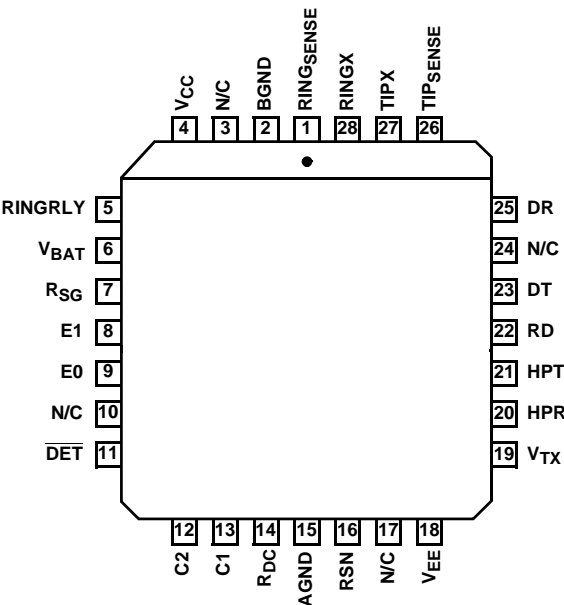 VCC N/C BGND RINGSENSE RINGX TIPX TIPSENSE
4 3 2 1 28 27 26
RINGRLY 5
VBAT 6
RSG 7
E1 8
E0 9
N/C 10
DET 11
25 DR
24 N/C
23 DT
22 RD
21 HPT
20 HPR
19 VTX
12 13 14 15 16 17 18
C2 C1 RDC AGND RSN N/C VEE